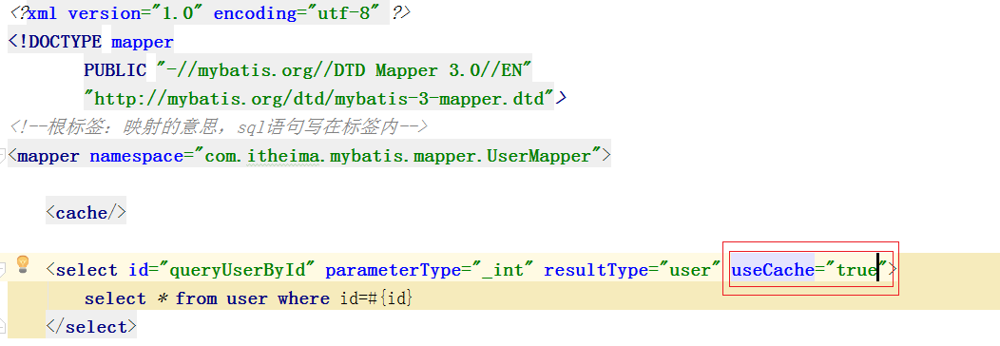 <?xml version="1.0" encoding="utf-8" ?>
<!DOCTYPE mapper
PUBLIC "-//mybatis.org//DTD Mapper 3.0//EN"
"http://mybatis.org/dtd/mybatis-3-mapper.dtd">
<!--根标签：映射的意思，sql语句写在标签内-->
<mapper namespace="com.itheima.mybatis.mapper.UserMapper">
<cache/>
<select id="queryUserById" parameterType="_int" resultType="user" useCache="true">
select * from user where id=#{id}
</select>